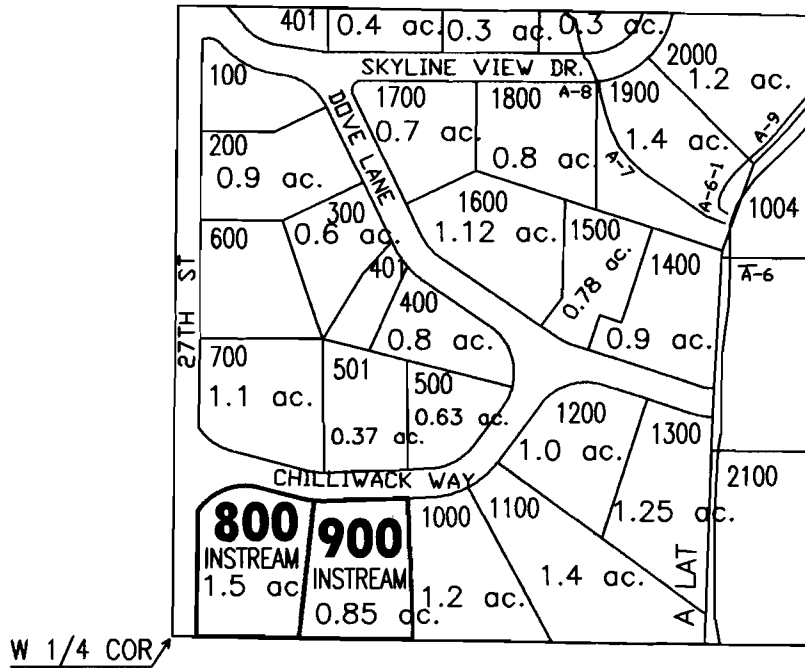 401
0.4 ac.
0.3 ac.
0.3 ac.
SKYLINE VIEW DR.
2000
1.2 ac.
100
DOVE LANE
1700
0.7 ac.
1800
0.8 ac.
A-8
1900
1.4 ac.
A-7
A-9
A-6-1
200
0.9 ac.
300
0.6 ac.
1600
1.12 ac.
1500
0.78 ac.
1004
600
27TH ST
401
1400
0.9 ac.
A-6
400
0.8 ac.
700
1.1 ac.
501
0.37 ac.
500
0.63 ac.
1200
1.0 ac.
1300
1.25 ac.
CHILLIWACK WAY
2100
800
INSTREAM
1.5 ac
900
INSTREAM
0.85 ac.
1000
1.2 ac.
1100
1.4 ac.
A LAT
W 1/4 COR